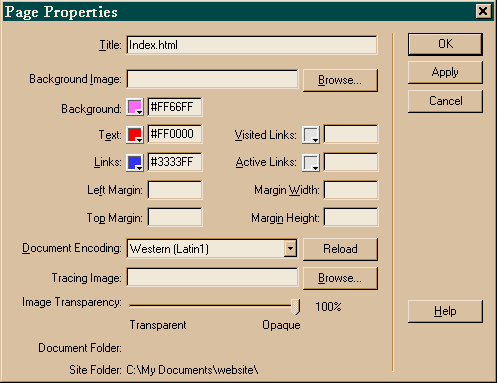 Page Properties
Title: Index.html
OK
Background Image: Browse...
Apply
Background: #FF66FF
Cancel
Text: #FF0000 Visited Links:
Links: #3333FF Active Links:
Left Margin: Margin Width:
Top Margin: Margin Height:
Document Encoding: Western (Latin1) Reload
Tracing Image: Browse...
Image Transparency: 100%
Transparent Opaque
Help
Document Folder:
Site Folder: C:\My Documents\website\